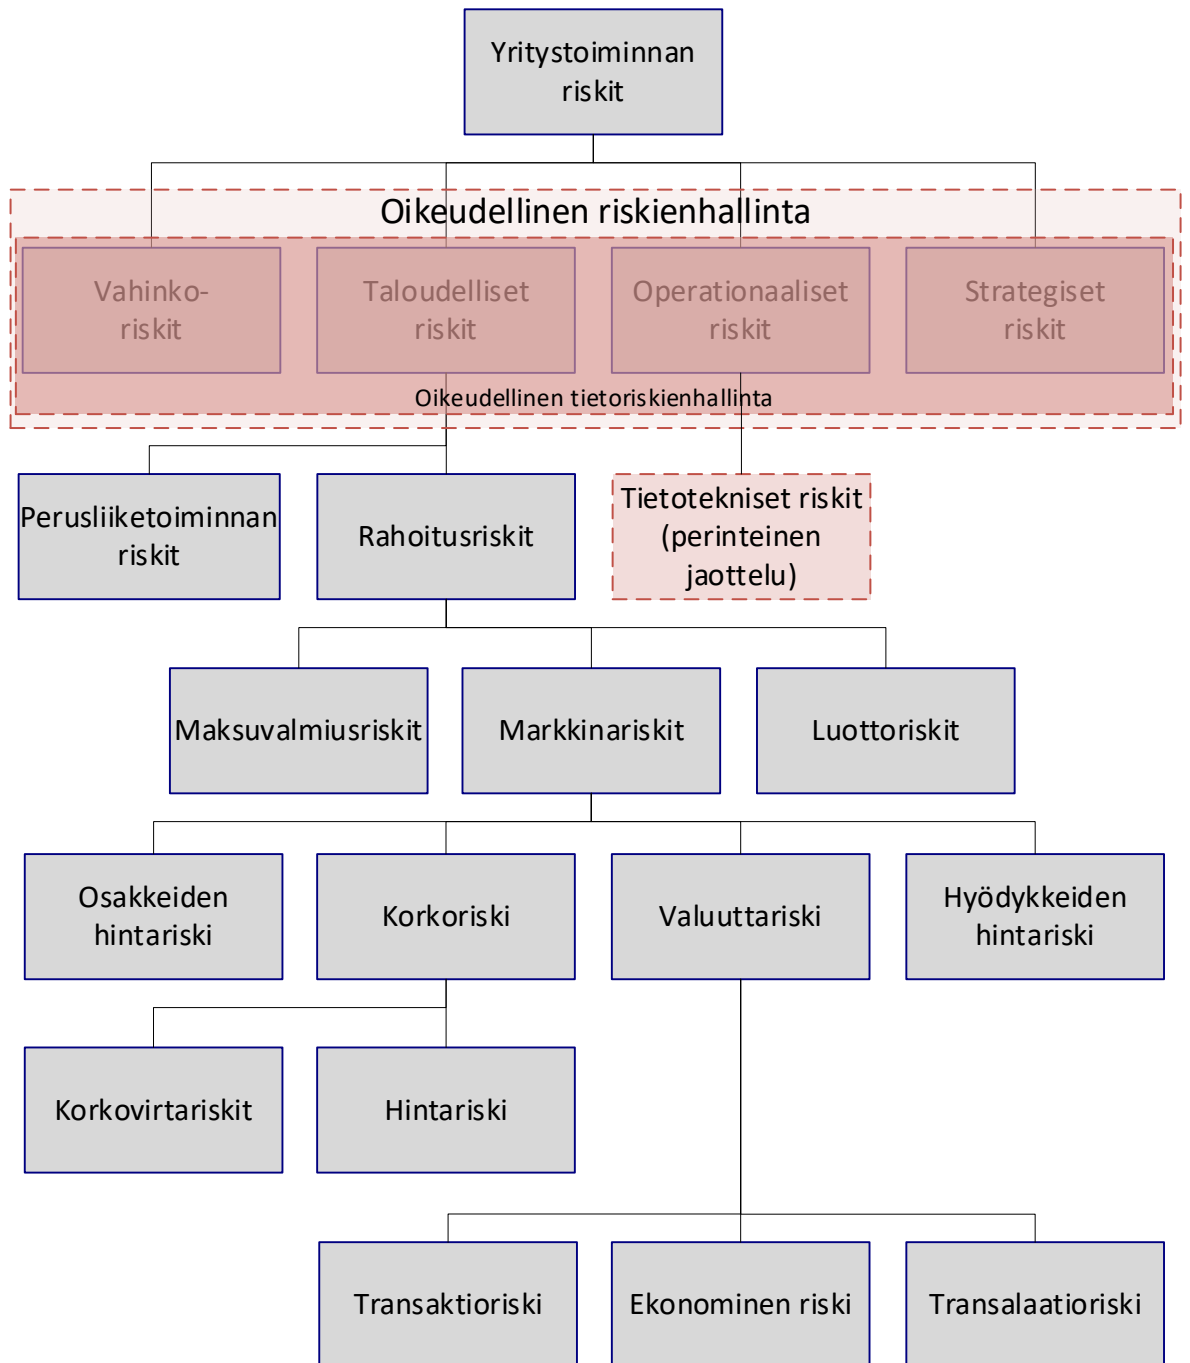 Yritystoiminnan
riskit
Oikeudellinen riskienhallinta
Vahinko-
riskit
Taloudelliset
riskit
Operationaaliset
riskit
Strategiset
riskit
Oikeudellinen tietoriskienhallinta
Perusliiketoiminnan
riskit
Rahoitusriskit
Tietotekniset riskit
(perinteinen
jaottelu)
Maksuvalmiusriskit
Markkinariskit
Luottoriskit
Osakkeiden
hintariski
Korkoriski
Valuuttariski
Hyödykkeiden
hintariski
Korkovirtariskit
Hintariski
Transaktioriski
Ekonominen riski
Transalaatioriski